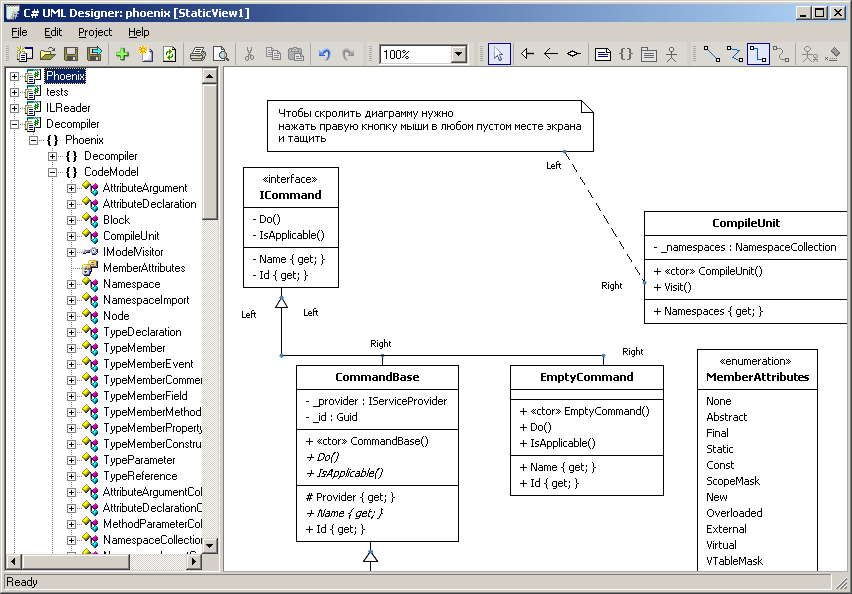 C# UML Designer: phoenix [StaticView1]
File Edit Project Help
100%
Phoenix
tests
ILReader
Decompiler
{} Phoenix
{} Decompiler
{} CodeModel
AttributeArgument
AttributeDeclaration
Block
CompileUnit
IModelVisitor
MemberAttributes
Namespace
NamespaceImport
Node
TypeDeclaration
TypeMember
TypeMemberEvent
TypeMemberCommer
TypeMemberField
TypeMemberMethod
TypeMemberProperty
TypeMemberConstru
TypeParameter
TypeReference
AttributeArgumentCol
AttributeDeclarationC
MethodParameterCol
NamespaceCollection
Чтобы скролить диаграмму нужно
нажать правую кнопку мыши в любом пустом месте экрана
и тащить
Left
«interface»
ICommand
- Do()
- IsApplicable()
- Name { get; }
- Id { get; }
Left
Left
Right
CompileUnit
- _namespaces : NamespaceCollection
+ «ctor» CompileUnit()
+ Visit()
+ Namespaces { get; }
Right
Right
CommandBase
- _provider : IServiceProvider
- _id : Guid
+ «ctor» CommandBase()
+ Do()
+ IsApplicable()
# Provider { get; }
+ Name { get; }
+ Id { get; }
EmptyCommand
+ «ctor» EmptyCommand()
+ Do()
+ IsApplicable()
+ Name { get; }
+ Id { get; }
«enumeration»
MemberAttributes
None
Abstract
Final
Static
Const
ScopeMask
New
Overloaded
External
Virtual
VTableMask
Ready